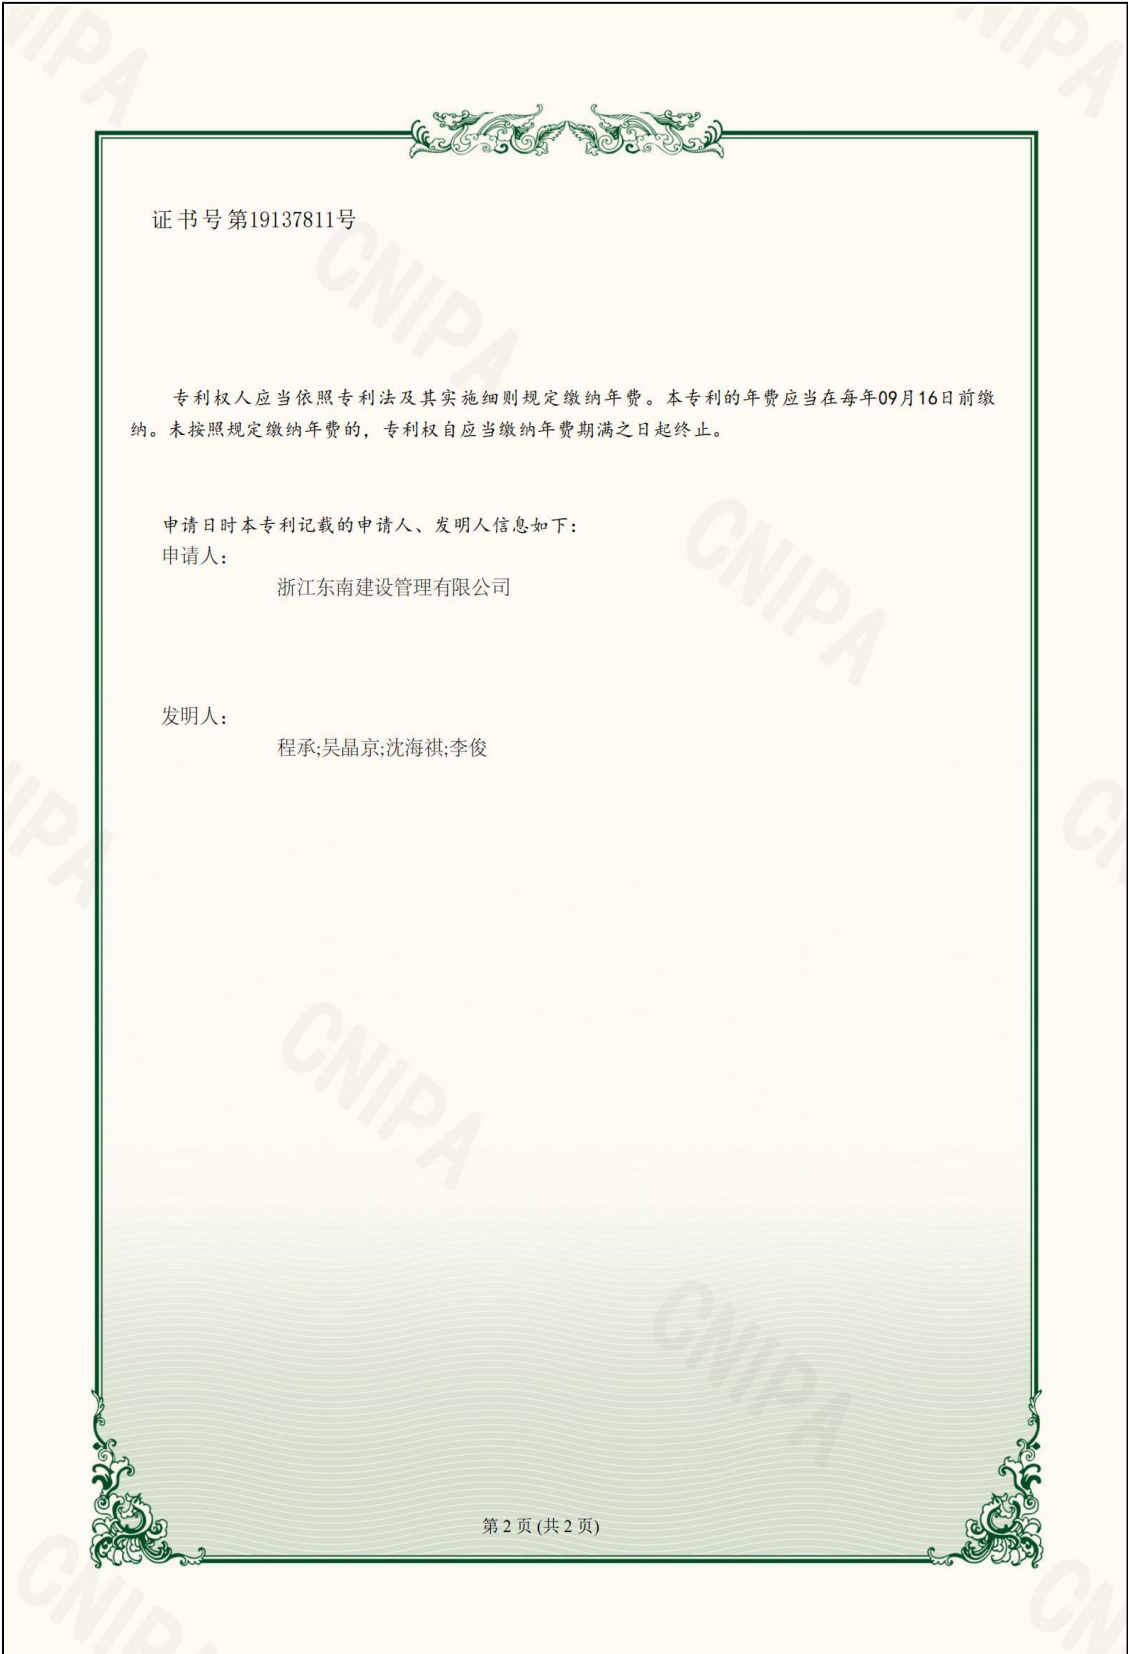 证书号第19137811号
专利权人应当依照专利法及其实施细则规定缴纳年费。本专利的年费应当在每年09月16日前缴
纳。未按照规定缴纳年费的，专利权自应当缴纳年费期满之日起终止。
申请日时本专利记载的申请人、发明人信息如下：
申请人：
浙江东南建设管理有限公司
发明人：
程承;吴晶京;沈海祺;李俊
第 2 页 (共 2 页)
CNIPA
CNIPA
CNIPA
CNIPA